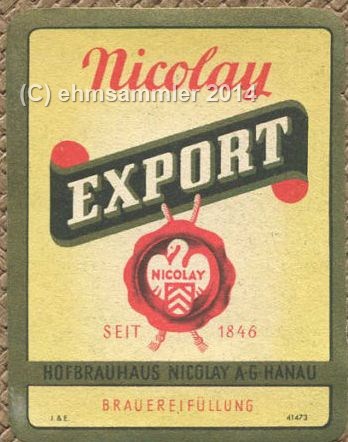 Nicolay
(C) ehmsammler 2014
EXPORT
NICOLAY
SEIT 1846
HOFBRAUHAUS NICOLAY A·G·HANAU
BRAUEREIFÜLLUNG
J. & E. 41473